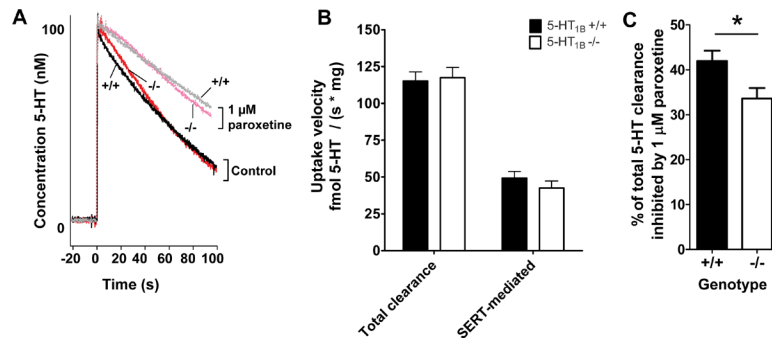 A
Concentration 5-HT (nM)
100
0
+/+
-/-
+/+
-/-
1 µM
paroxetine
Control
-20 0 20 40 60 80 100
Time (s)
B
5-HT1B +/+
5-HT1B -/-
Uptake velocity
fmol 5-HT / (s * mg)
150
125
100
75
50
25
0
Total clearance
SERT-mediated
C
*
% of total 5-HT clearance
inhibited by 1 µM paroxetine
50
40
30
20
10
0
+/+ -/-
Genotype